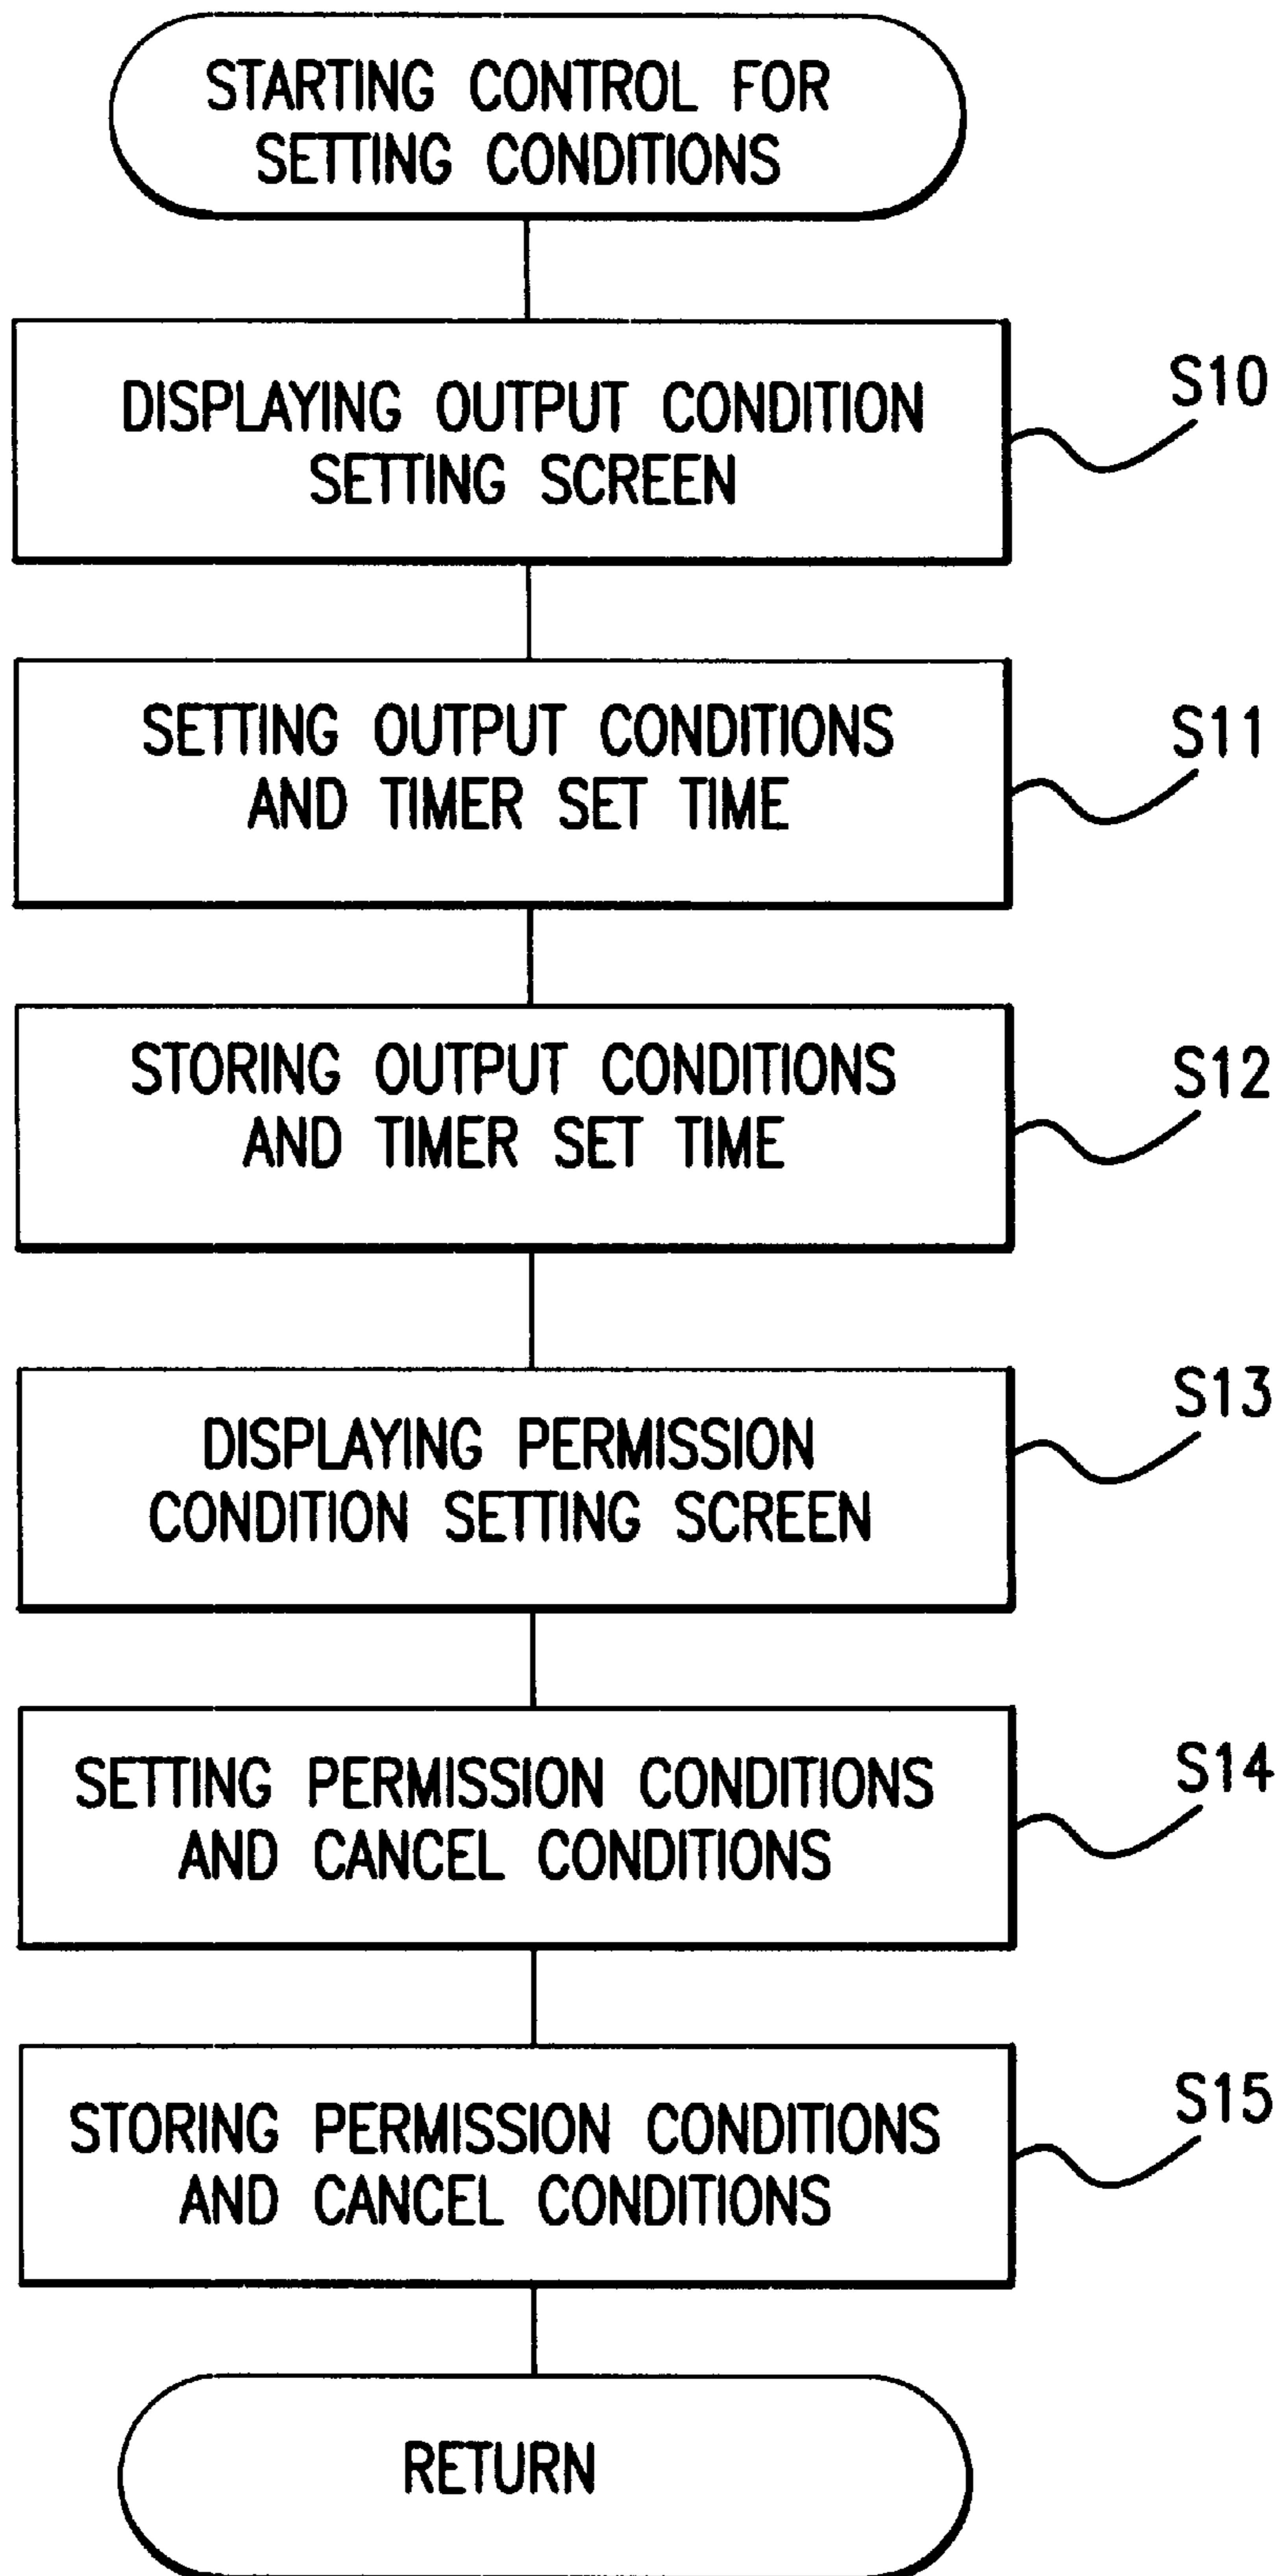 STARTING CONTROL FOR
SETTING CONDITIONS
DISPLAYING OUTPUT CONDITION
SETTING SCREEN
S10
SETTING OUTPUT CONDITIONS
AND TIMER SET TIME
S11
STORING OUTPUT CONDITIONS
AND TIMER SET TIME
S12
DISPLAYING PERMISSION
CONDITION SETTING SCREEN
S13
SETTING PERMISSION CONDITIONS
AND CANCEL CONDITIONS
S14
STORING PERMISSION CONDITIONS
AND CANCEL CONDITIONS
S15
RETURN